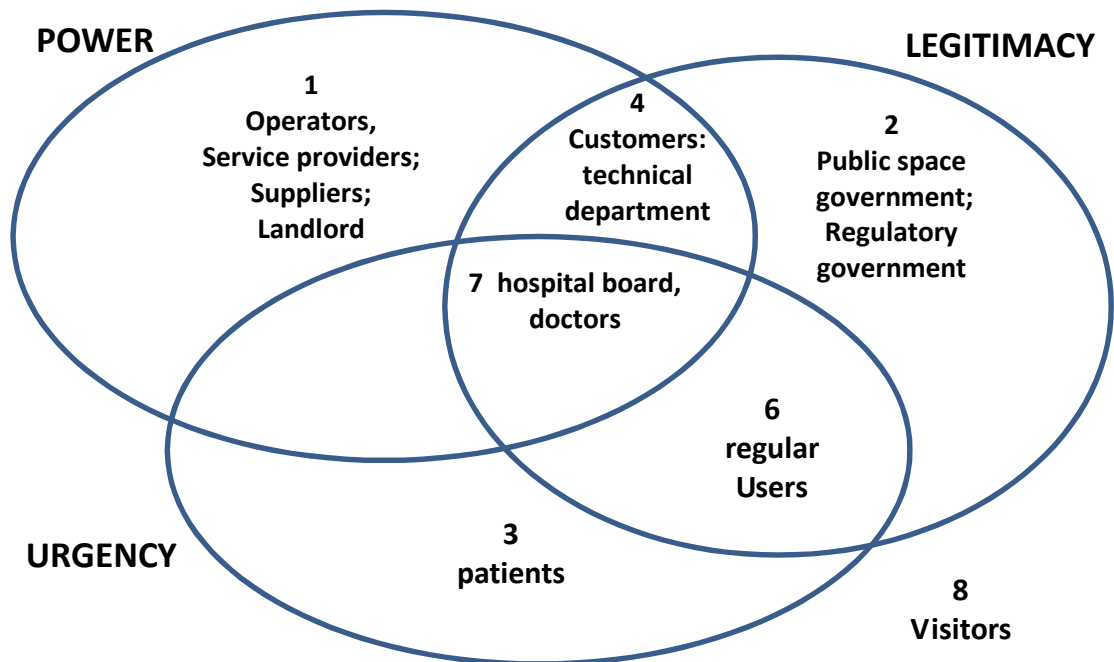 POWER
LEGITIMACY
1
Operators,
Service providers;
Suppliers;
Landlord
4
Customers:
technical
department
2
Public space
government;
Regulatory
government
7 hospital board,
doctors
6
regular
Users
URGENCY
3
patients
8
Visitors